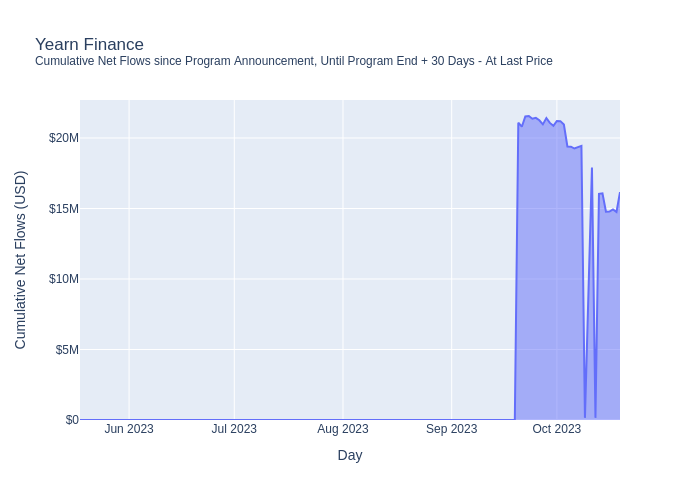 Yearn Finance
Cumulative Net Flows since Program Announcement, Until Program End + 30 Days - At Last Price
Cumulative Net Flows (USD)
$20M
$15M
$10M
$5M
$0
Jun 2023
Jul 2023
Aug 2023
Sep 2023
Oct 2023
Day